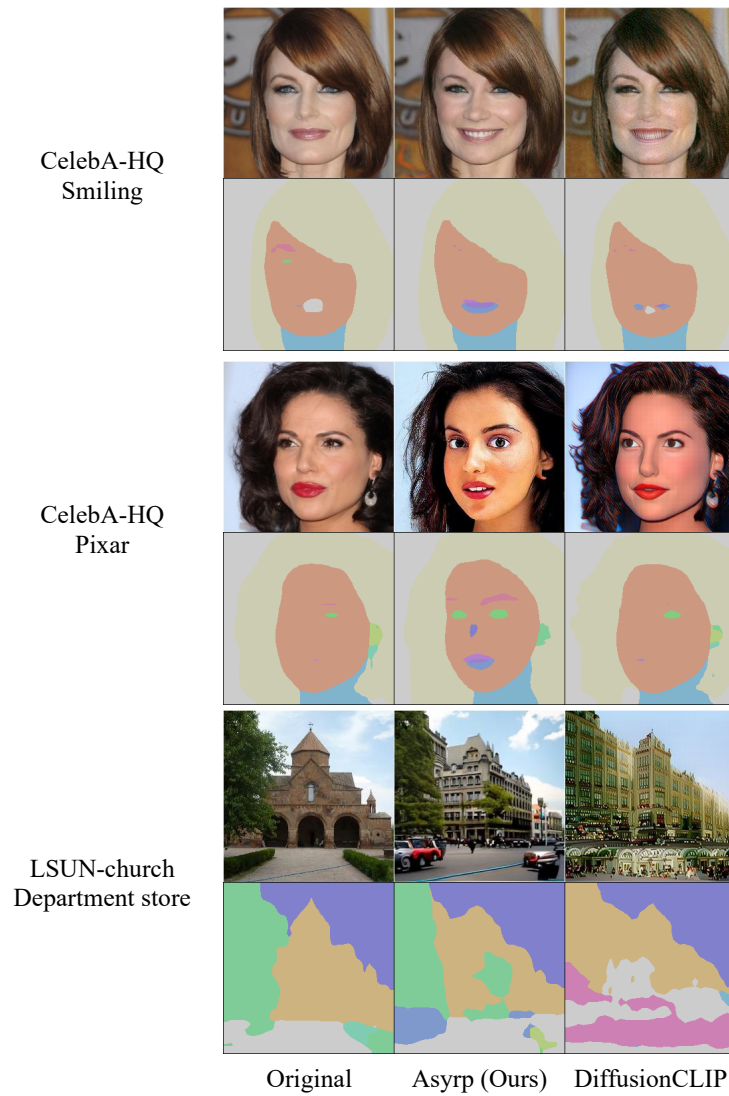 CelebA-HQ
Smiling
CelebA-HQ
Pixar
LSUN-church
Department store
Original Asyrp (Ours) DiffusionCLIP